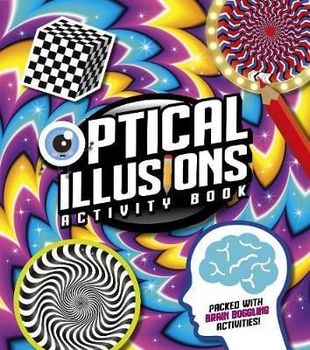 OPTICAL
ILLUSIONS
ACTIVITY BOOK
PACKED WITH
BRAIN BOGGLING
ACTIVITIES!